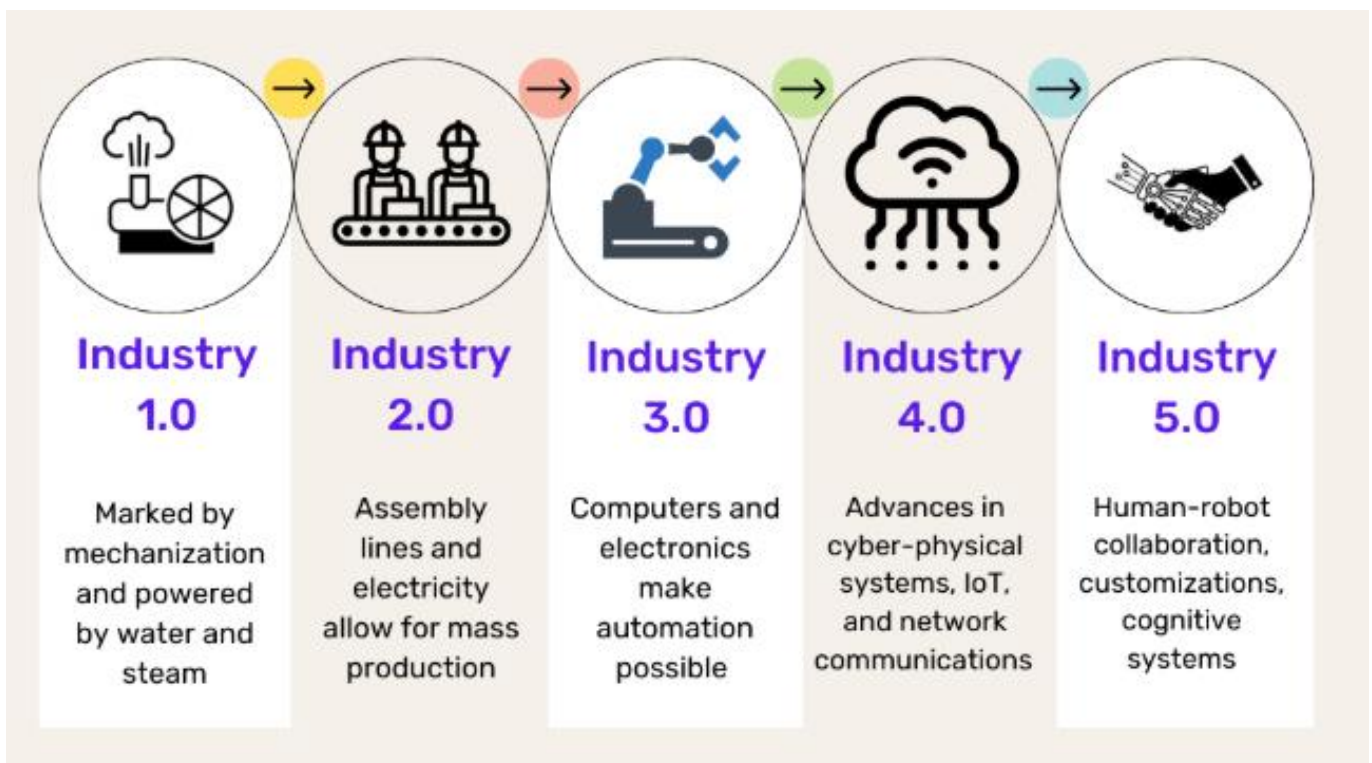 Industry
1.0
Marked by
mechanization
and powered
by water and
steam
Industry
2.0
Assembly
lines and
electricity
allow for mass
production
Industry
3.0
Computers and
electronics
make
automation
possible
Industry
4.0
Advances in
cyber-physical
systems, IoT,
and network
communications
Industry
5.0
Human-robot
collaboration,
customizations,
cognitive
systems